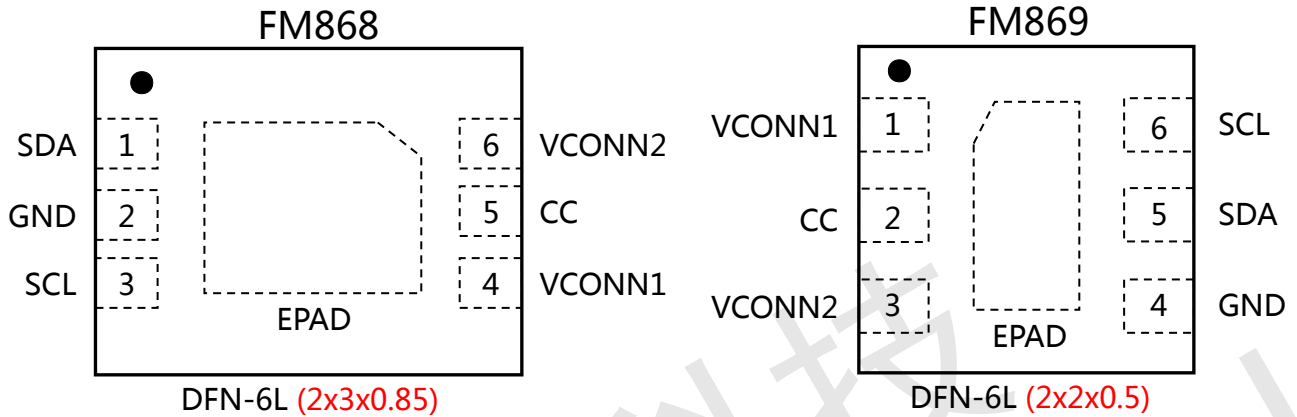 FM868
SDA 1
6 VCONN2
GND 2
5 CC
SCL 3
4 VCONN1
EPAD
DFN-6L (2x3x0.85)
FM869
VCONN1 1
6 SCL
CC 2
5 SDA
VCONN2 3
4 GND
EPAD
DFN-6L (2x2x0.5)
技